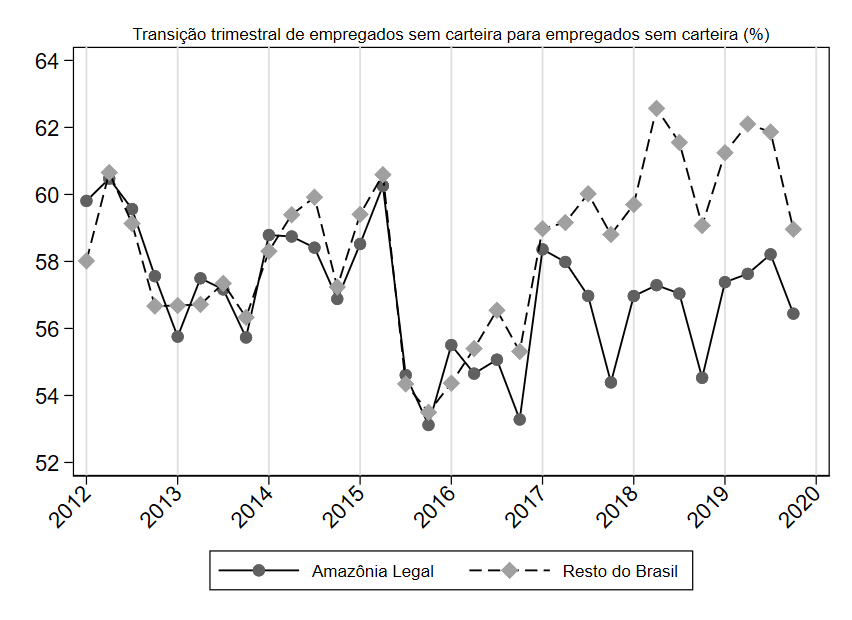 Transição trimestral de empregados sem carteira para empregados sem carteira (%)
64
62
60
58
56
54
52
2012 2013 2014 2015 2016 2017 2018 2019 2020
Amazônia Legal Resto do Brasil